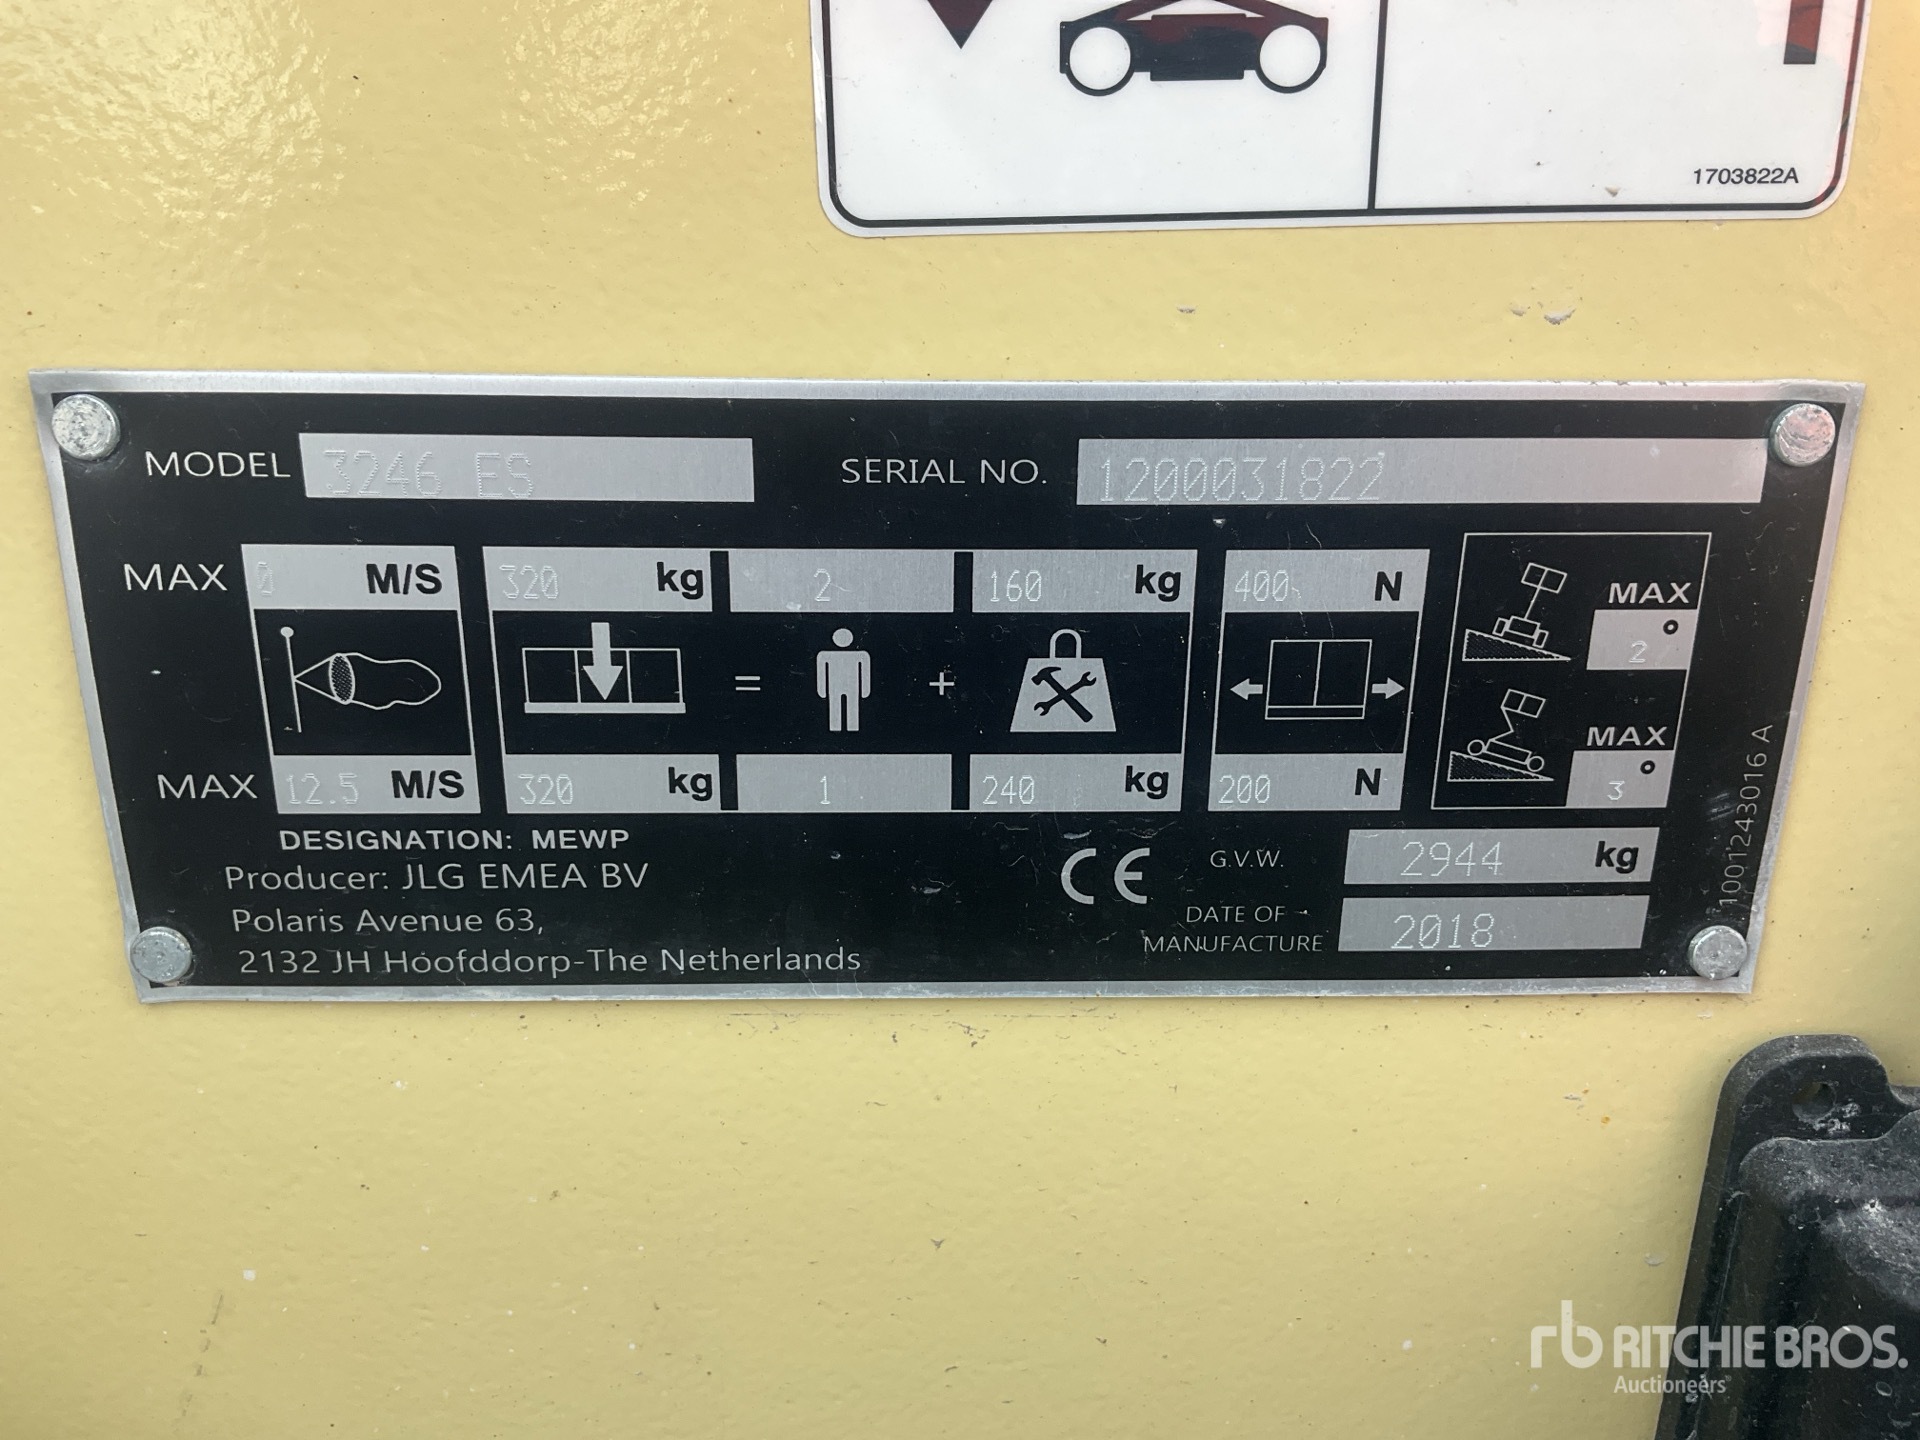 1703822A
MODEL 3246 ES SERIAL NO. 1200031822
MAX 0 M/S 320 kg 2 160 kg 400 N MAX 2°
= +
MAX 3°
MAX 12.5 M/S 320 kg 1 240 kg 200 N
DESIGNATION: MEWP
Producer: JLG EMEA BV
Polaris Avenue 63,
2132 JH Hoofddorp-The Netherlands
CE G.V.W. 2944 kg
DATE OF
MANUFACTURE 2018
1001243016 A
rb RITCHIE BROS.
Auctioneers